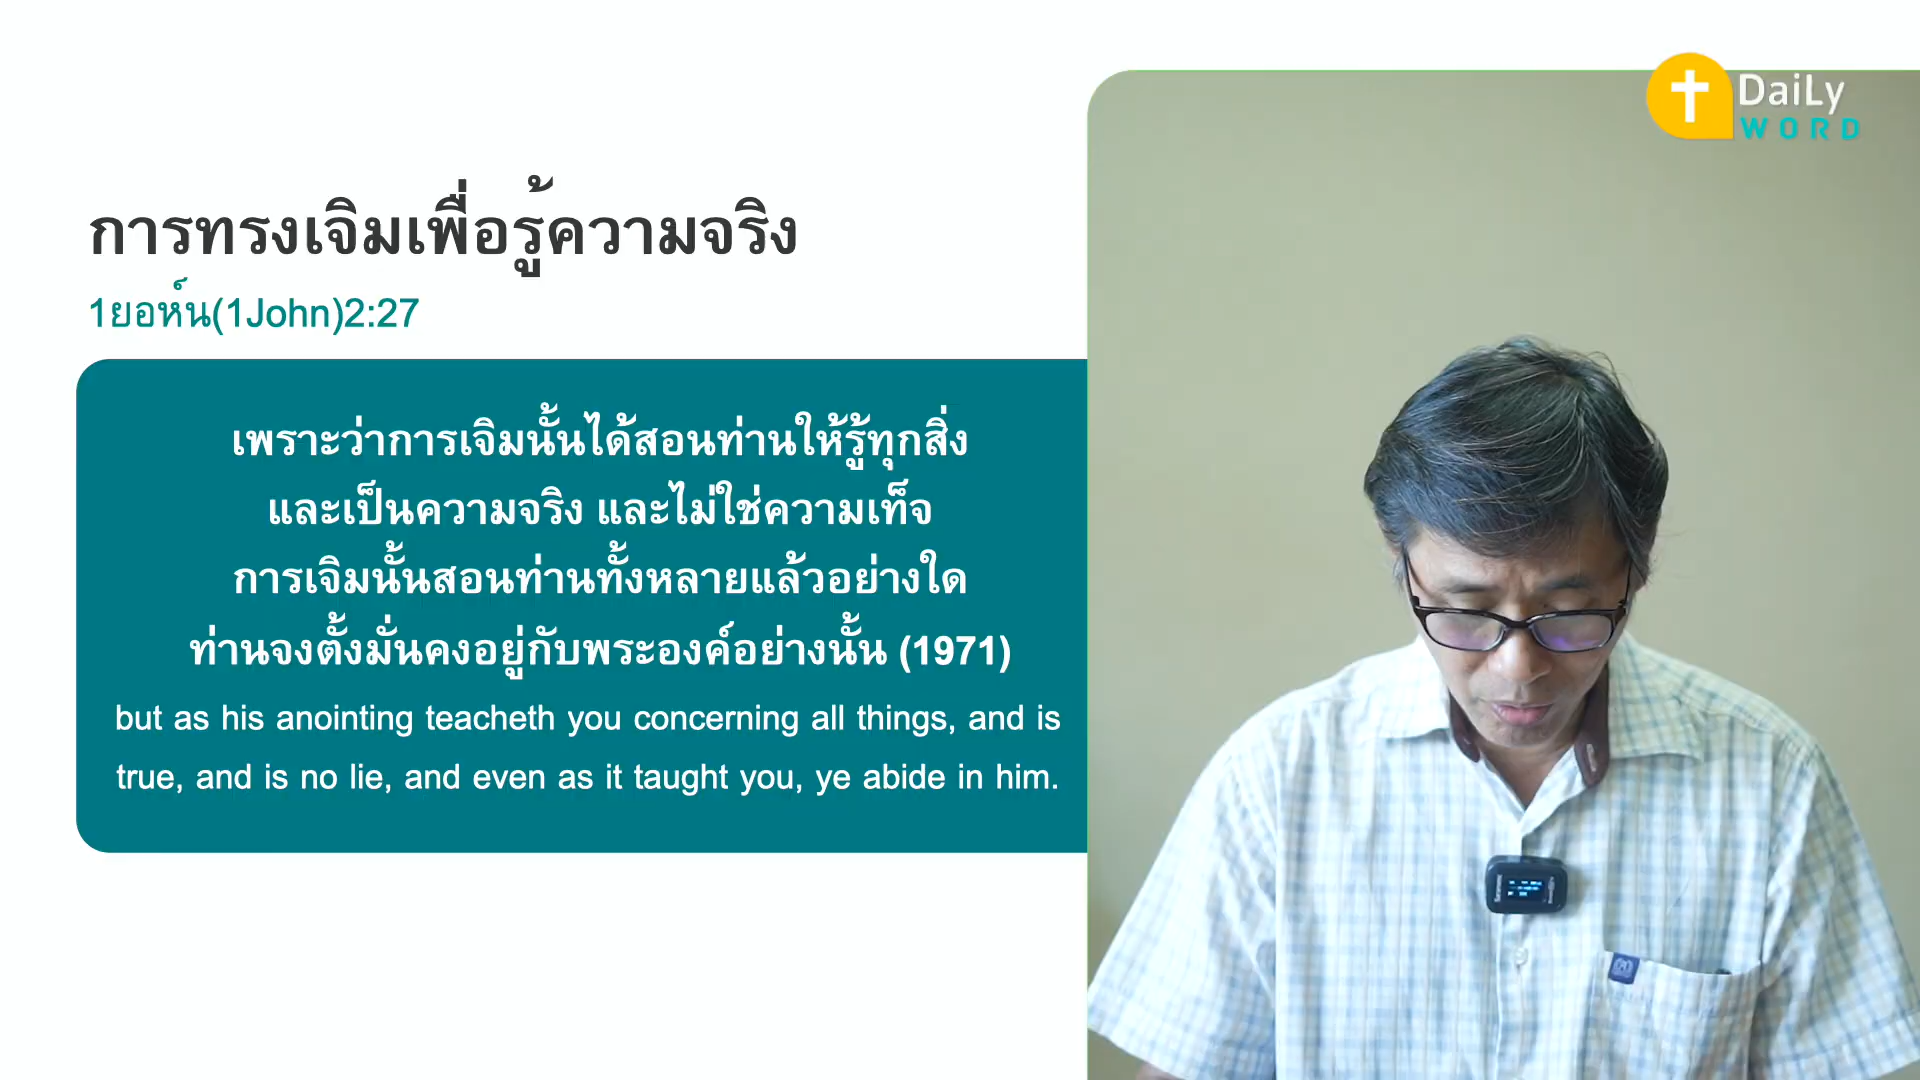 DaiLy
WORD
การทรงเจิมเพื่อรู้ความจริง
1ยอห์น(1John)2:27
เพราะว่าการเจิมนั้นได้สอนท่านให้รู้ทุกสิ่ง
และเป็นความจริง และไม่ใช่ความเท็จ
การเจิมนั้นสอนท่านทั้งหลายแล้วอย่างใด
ท่านจงตั้งมั่นคงอยู่กับพระองค์อย่างนั้น (1971)
but as his anointing teacheth you concerning all things, and is
true, and is no lie, and even as it taught you, ye abide in him.